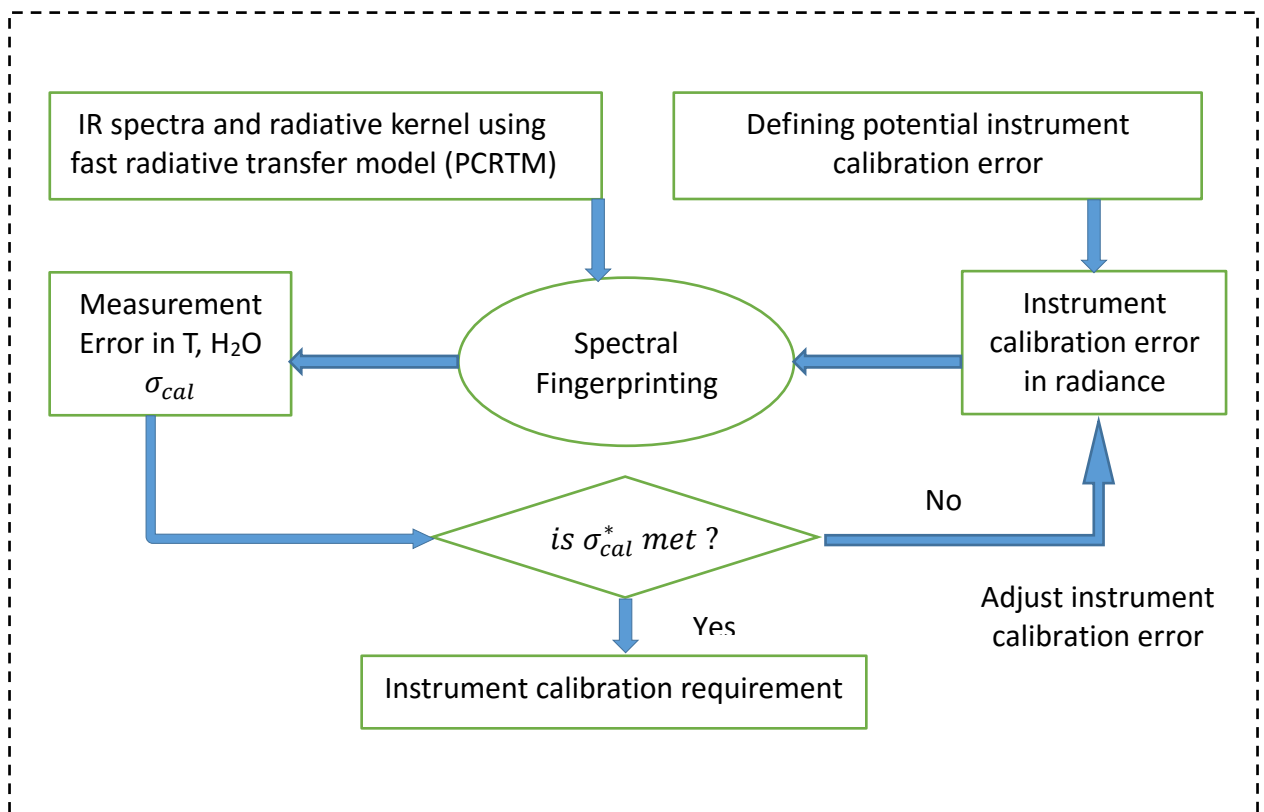 IR spectra and radiative kernel using
fast radiative transfer model (PCRTM)
Defining potential instrument
calibration error
Measurement
Error in T, H₂O
σ_cal
Spectral
Fingerprinting
Instrument
calibration error
in radiance
is σ*_cal met ?
No
Adjust instrument
calibration error
Yes
Instrument calibration requirement